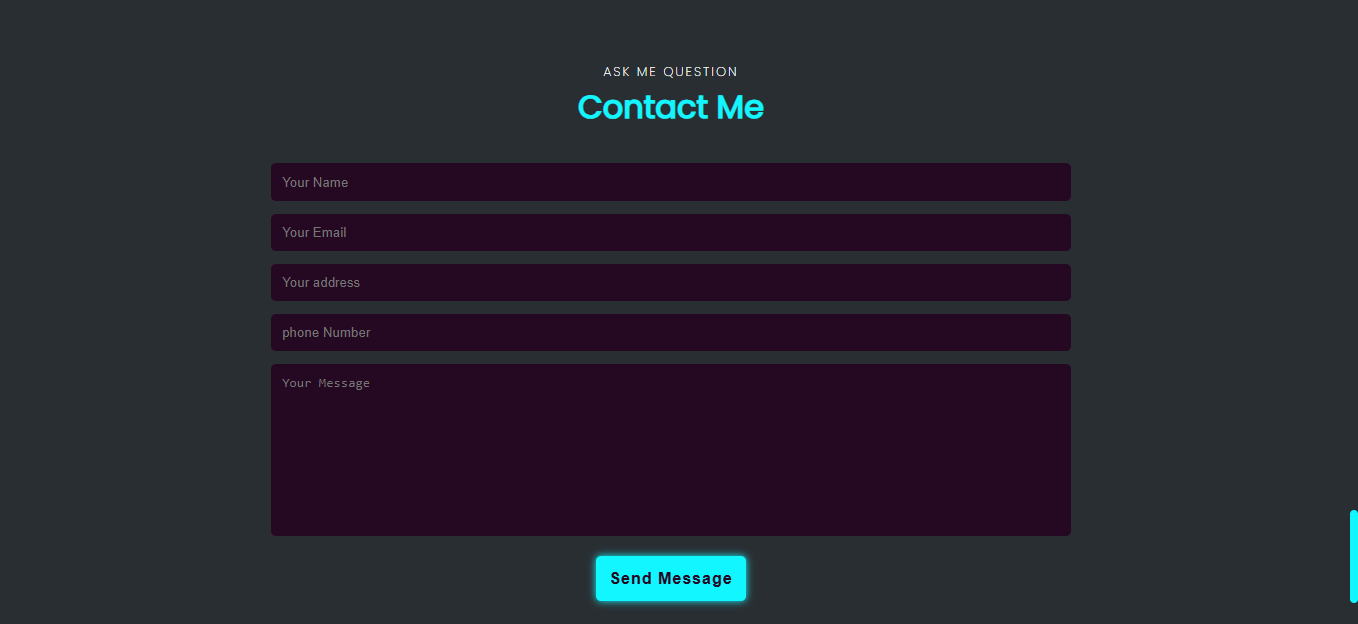 ASK ME QUESTION
Contact Me
Your Name
Your Email
Your address
phone Number
Your Message
Send Message